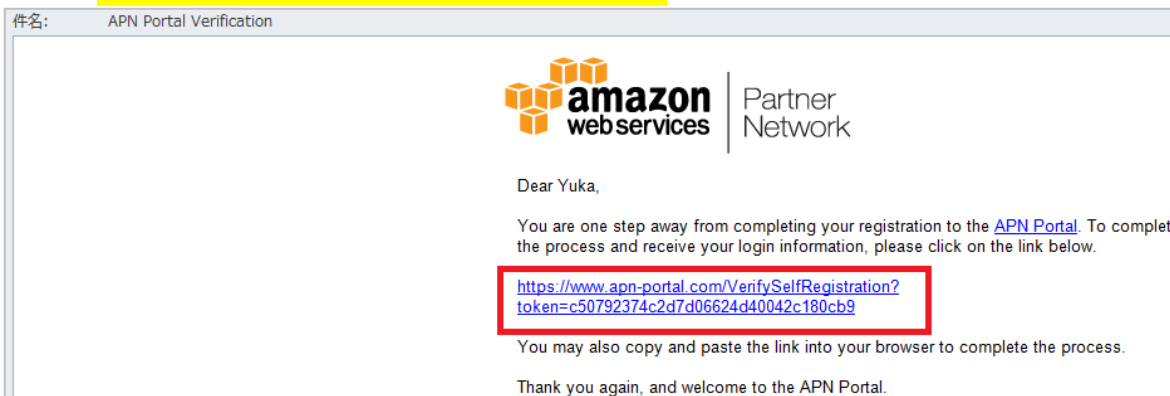 件名: APN Portal Verification
amazon
webservices
Partner
Network
Dear Yuka,
You are one step away from completing your registration to the APN Portal. To complet
the process and receive your login information, please click on the link below.
https://www.apn-portal.com/VerifySelfRegistration?
token=c50792374c2d7d06624d40042c180cb9
You may also copy and paste the link into your browser to complete the process.
Thank you again, and welcome to the APN Portal.